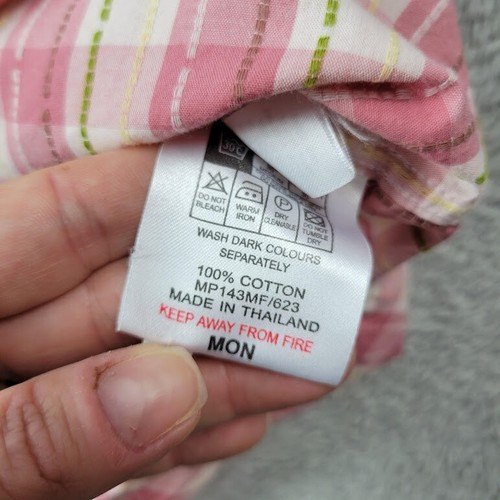 30°C
DO NOT
BLEACH
WARM
IRON
DRY
CLEANABLE
DO NOT
TUMBLE
DRY
WASH DARK COLOURS
SEPARATELY
100% COTTON
MP143MF/623
MADE IN THAILAND
KEEP AWAY FROM FIRE
MON